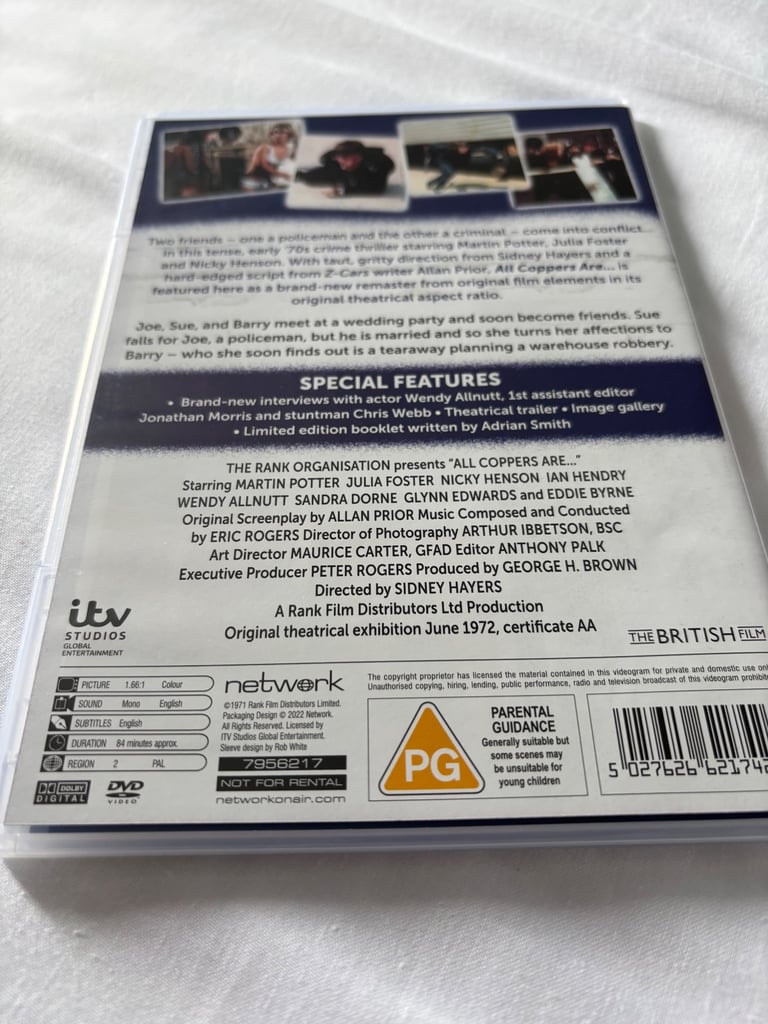 Two friends – one a policeman and the other a criminal – come into conflict
in this tense, early '70s crime thriller starring Martin Potter, Julia Foster
and Nicky Henson. With taut, gritty direction from Sidney Hayers and a
hard-edged script from Z-Cars writer Allan Prior, All Coppers Are... is
featured here as a brand-new remaster from original film elements in its
original theatrical aspect ratio.
Joe, Sue, and Barry meet at a wedding party and soon become friends. Sue
falls for Joe, a policeman, but he is married and so she turns her affections to
Barry – who she soon finds out is a tearaway planning a warehouse robbery.
SPECIAL FEATURES
• Brand-new interviews with actor Wendy Allnutt, 1st assistant editor
Jonathan Morris and stuntman Chris Webb • Theatrical trailer • Image gallery
• Limited edition booklet written by Adrian Smith
THE RANK ORGANISATION presents "ALL COPPERS ARE..."
Starring MARTIN POTTER JULIA FOSTER NICKY HENSON IAN HENDRY
WENDY ALLNUTT SANDRA DORNE GLYNN EDWARDS and EDDIE BYRNE
Original Screenplay by ALLAN PRIOR Music Composed and Conducted
by ERIC ROGERS Director of Photography ARTHUR IBBETSON, BSC
Art Director MAURICE CARTER, GFAD Editor ANTHONY PALK
Executive Producer PETER ROGERS Produced by GEORGE H. BROWN
Directed by SIDNEY HAYERS
A Rank Film Distributors Ltd Production
Original theatrical exhibition June 1972, certificate AA
itv
STUDIOS
GLOBAL
ENTERTAINMENT
THE BRITISH FILM
PICTURE 1.66:1 Colour
SOUND Mono English
SUBTITLES English
DURATION 84 minutes approx.
REGION 2 PAL
DOLBY
DIGITAL
DVD
VIDEO
network
©1971 Rank Film Distributors Limited.
Packaging Design © 2022 Network.
All Rights Reserved. Licensed by
ITV Studios Global Entertainment.
Sleeve design by Rob White
7956217
NOT FOR RENTAL
networkonair.com
The copyright proprietor has licensed the material contained in this videogram for private and domestic use
Unauthorised copying, hiring, lending, public performance, radio and television broadcast of this videogram
PG
PARENTAL
GUIDANCE
Generally suitable but
some scenes may
be unsuitable for
young children
5 027626 62174